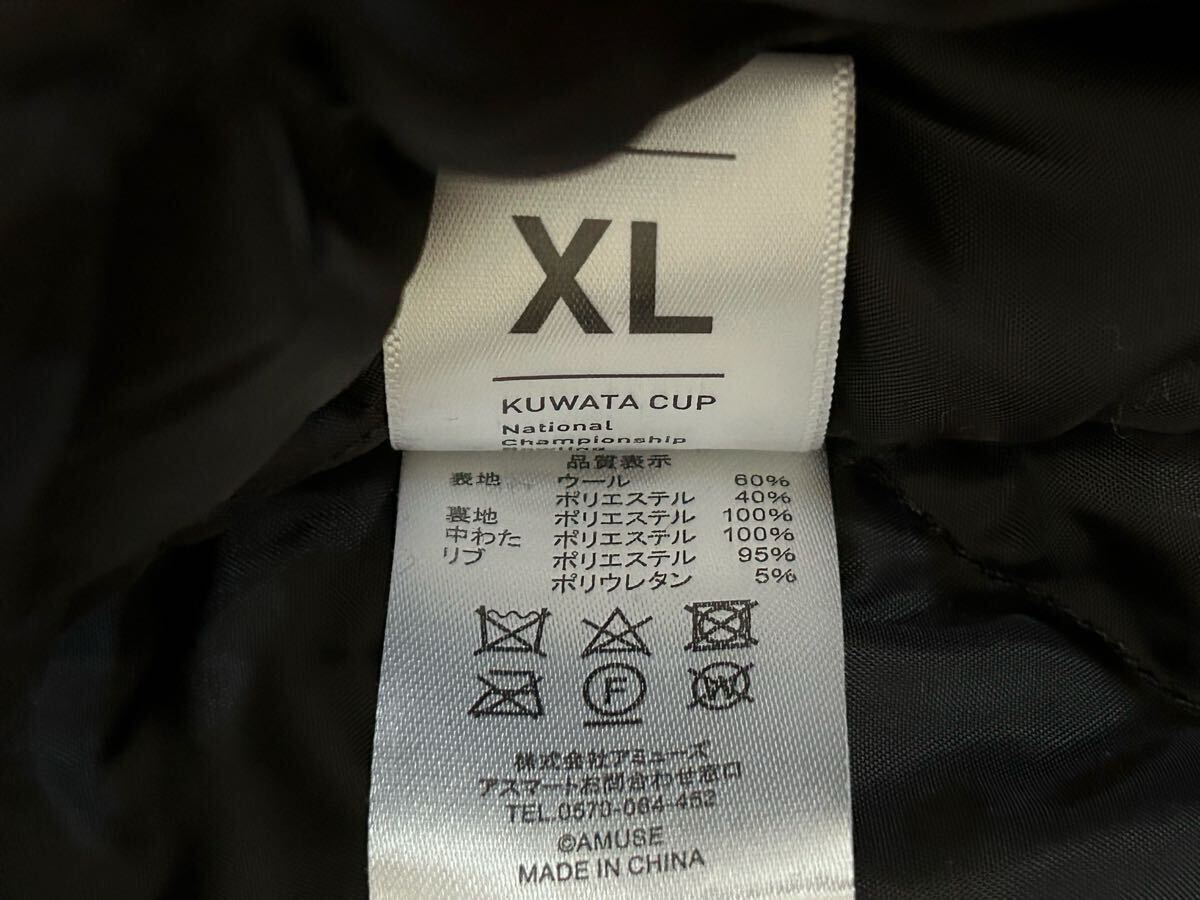 XL
KUWATA CUP
National
Championship
品質表示
表地 ウール 60%
ポリエステル 40%
裏地 ポリエステル 100%
中わた ポリエステル 100%
リブ ポリエステル 95%
ポリウレタン 5%
F
W
株式会社アミューズ
アスマートお問合わせ窓口
TEL.0570-084-452
©AMUSE
MADE IN CHINA